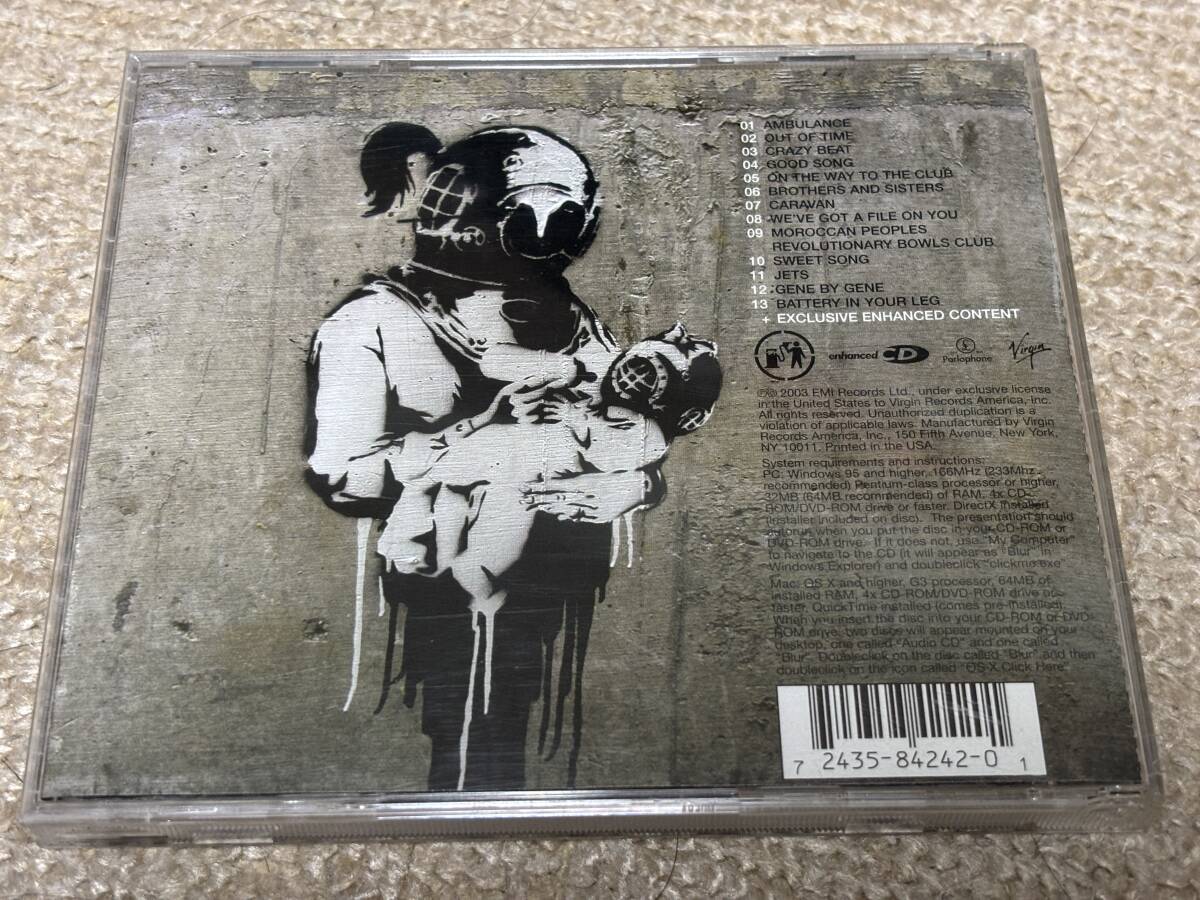 01 AMBULANCE
02 OUT OF TIME
03 CRAZY BEAT
04 GOOD SONG
05 ON THE WAY TO THE CLUB
06 BROTHERS AND SISTERS
07 CARAVAN
08 WE'VE GOT A FILE ON YOU
09 MOROCCAN PEOPLES
REVOLUTIONARY BOWLS CLUB
10 SWEET SONG
11 JETS
12 GENE BY GENE
13 BATTERY IN YOUR LEG
+ EXCLUSIVE ENHANCED CONTENT
enhanced CD
Parlophone
Virgin
℗© 2003 EMI Records Ltd., under exclusive license
in the United States to Virgin Records America, Inc.
All rights reserved. Unauthorized duplication is a
violation of applicable laws. Manufactured by Virgin
Records America, Inc., 150 Fifth Avenue, New York,
NY 10011. Printed in the USA.
System requirements and instructions:
PC: Windows 95 and higher, 166MHz (233Mhz
recommended) Pentium-class processor or higher,
32MB (64MB recommended) of RAM, 4x CD-
ROM/DVD-ROM drive or faster. DirectX installed
(installer included on disc). The presentation should
autorun when you put the disc in your CD-ROM or
DVD-ROM drive. If it does not, use "My Computer"
to navigate to the CD (it will appear as "Blur" in
Windows Explorer) and doubleclick "clickme.exe"
Mac: OS X and higher, G3 processor, 64MB of
installed RAM, 4x CD-ROM/DVD-ROM drive or
faster, QuickTime installed (comes pre-installed)
When you insert the disc into your CD-ROM or DVD-
ROM drive, two discs will appear mounted on your
desktop, one called "Audio CD" and one called
"Blur". Doubleclick on the disc called "Blur" and then
doubleclick on the icon called "OS-X Click Here"
7 2435-84242-0 1